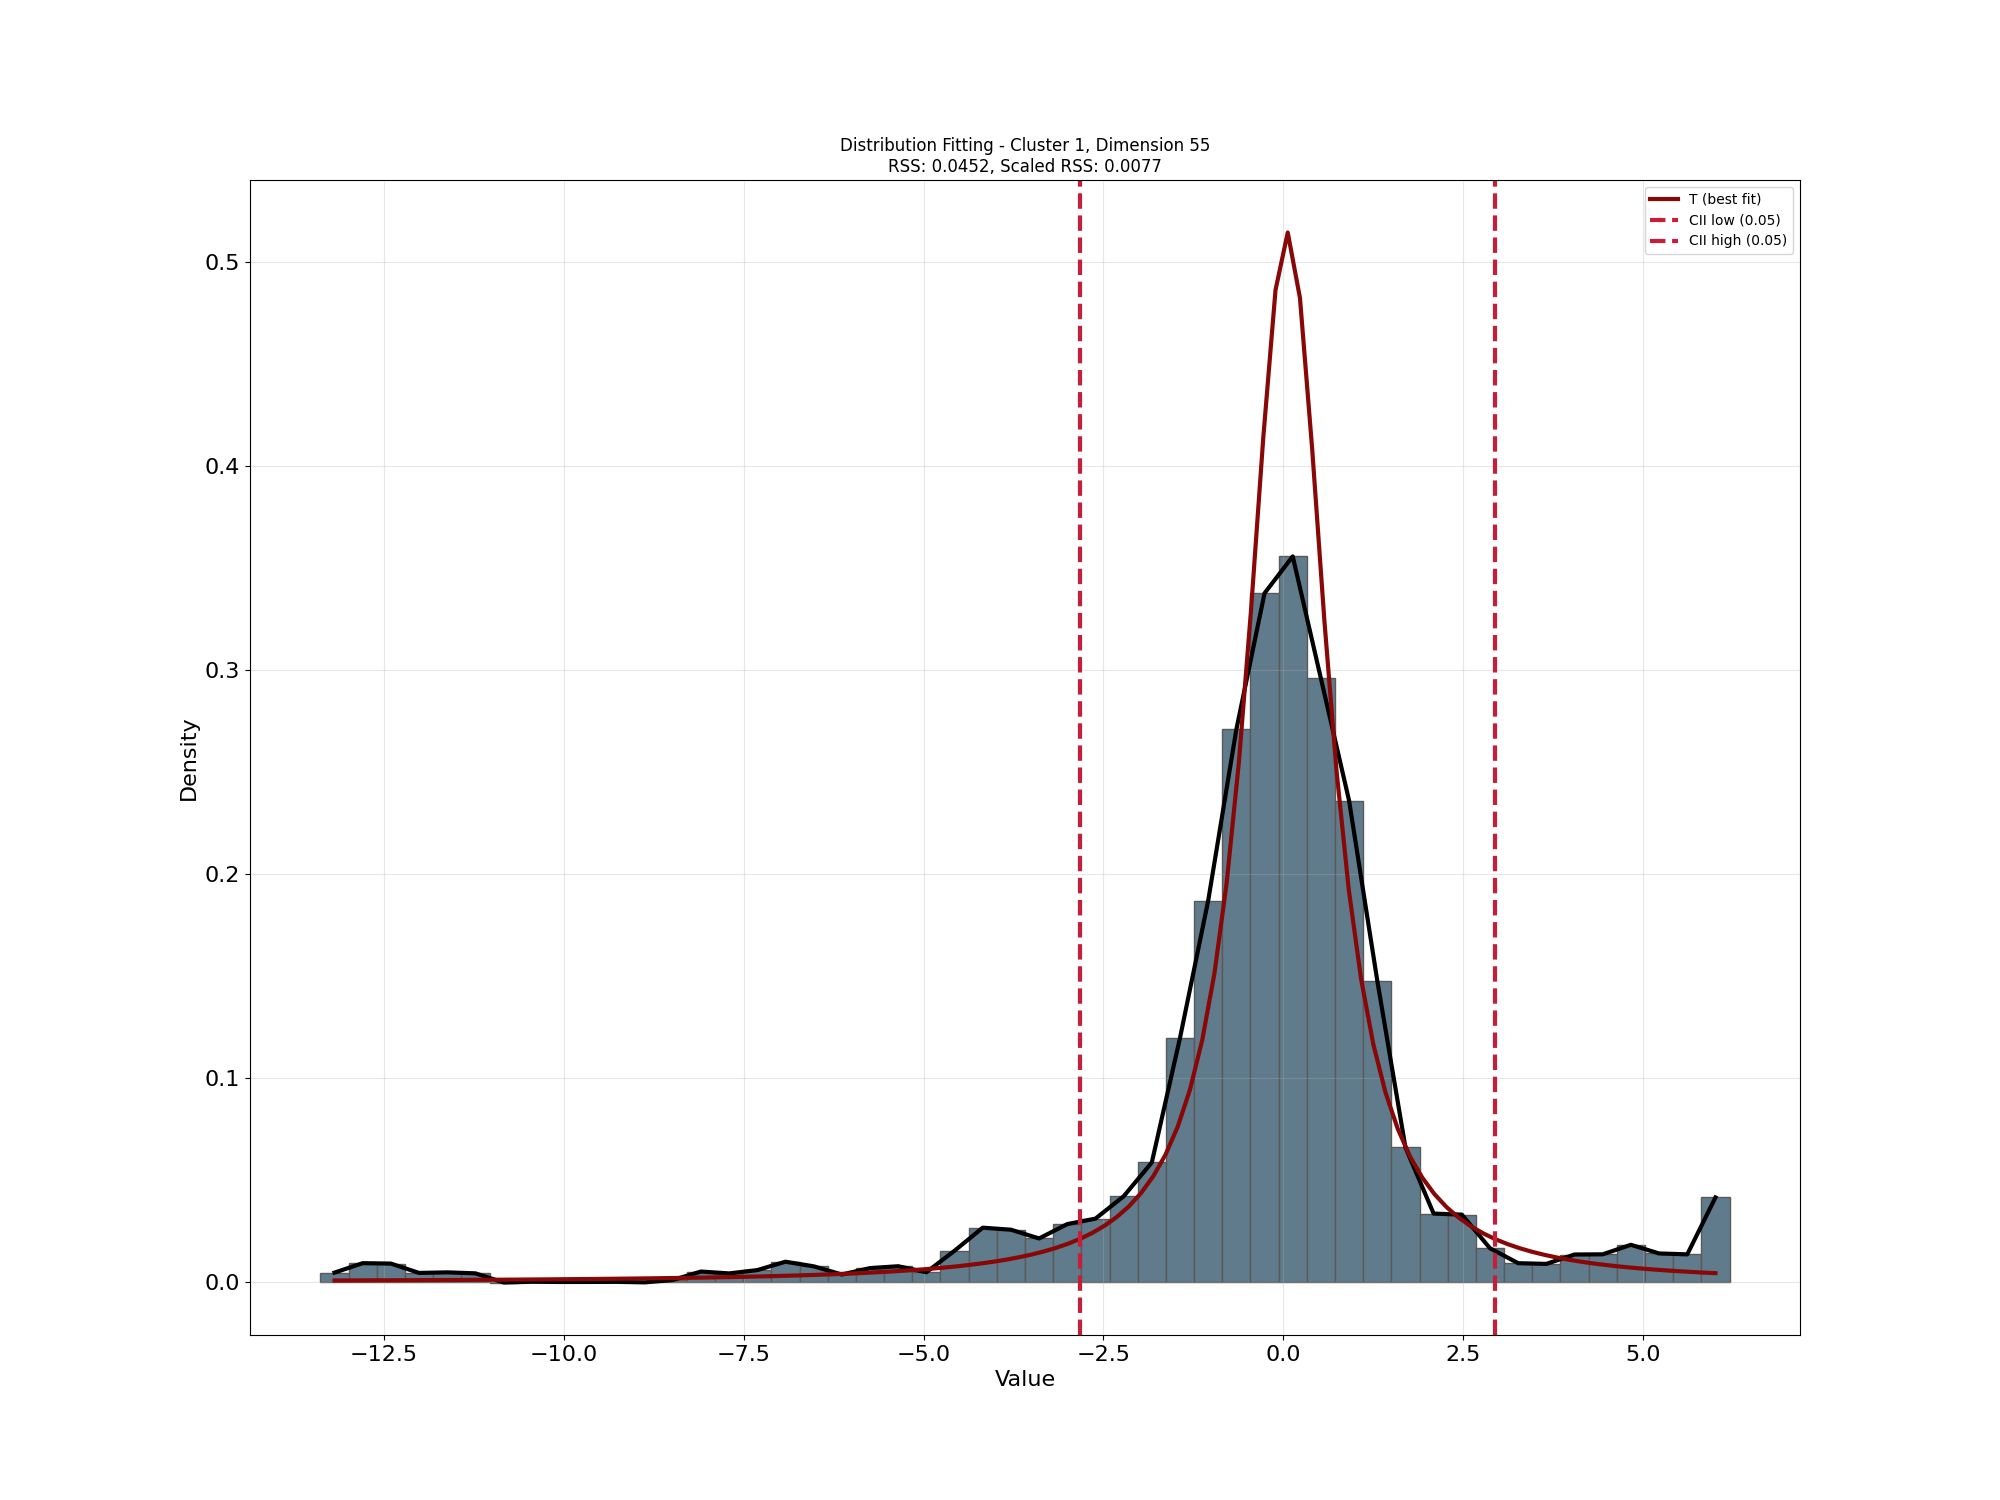 Distribution Fitting - Cluster 1, Dimension 55
RSS: 0.0452, Scaled RSS: 0.0077
T (best fit)
CII low (0.05)
CII high (0.05)
0.5
0.4
0.3
0.2
0.1
0.0
Density
−12.5 −10.0 −7.5 −5.0 −2.5 0.0 2.5 5.0
Value